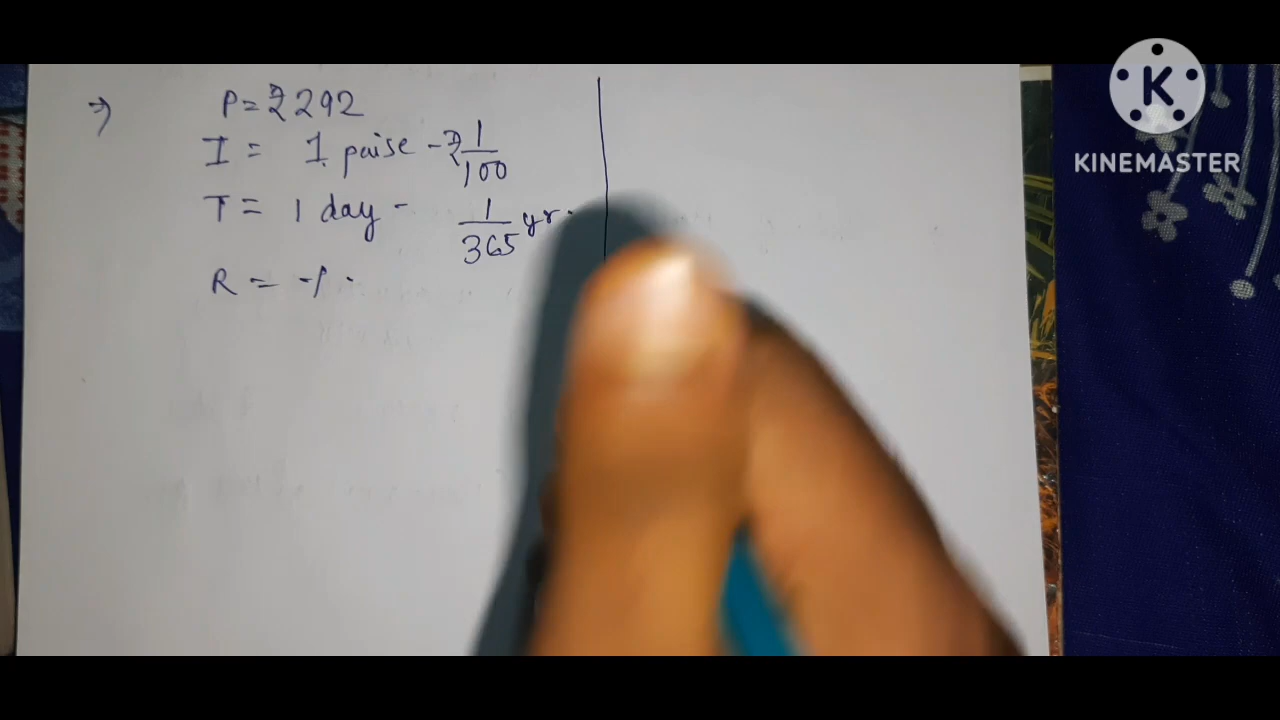 ⇒ P = ₹ 292
I = 1 paise - ₹ 1/100
T = 1 day - 1/365 yr.
R = -/.
K
KINEMASTER